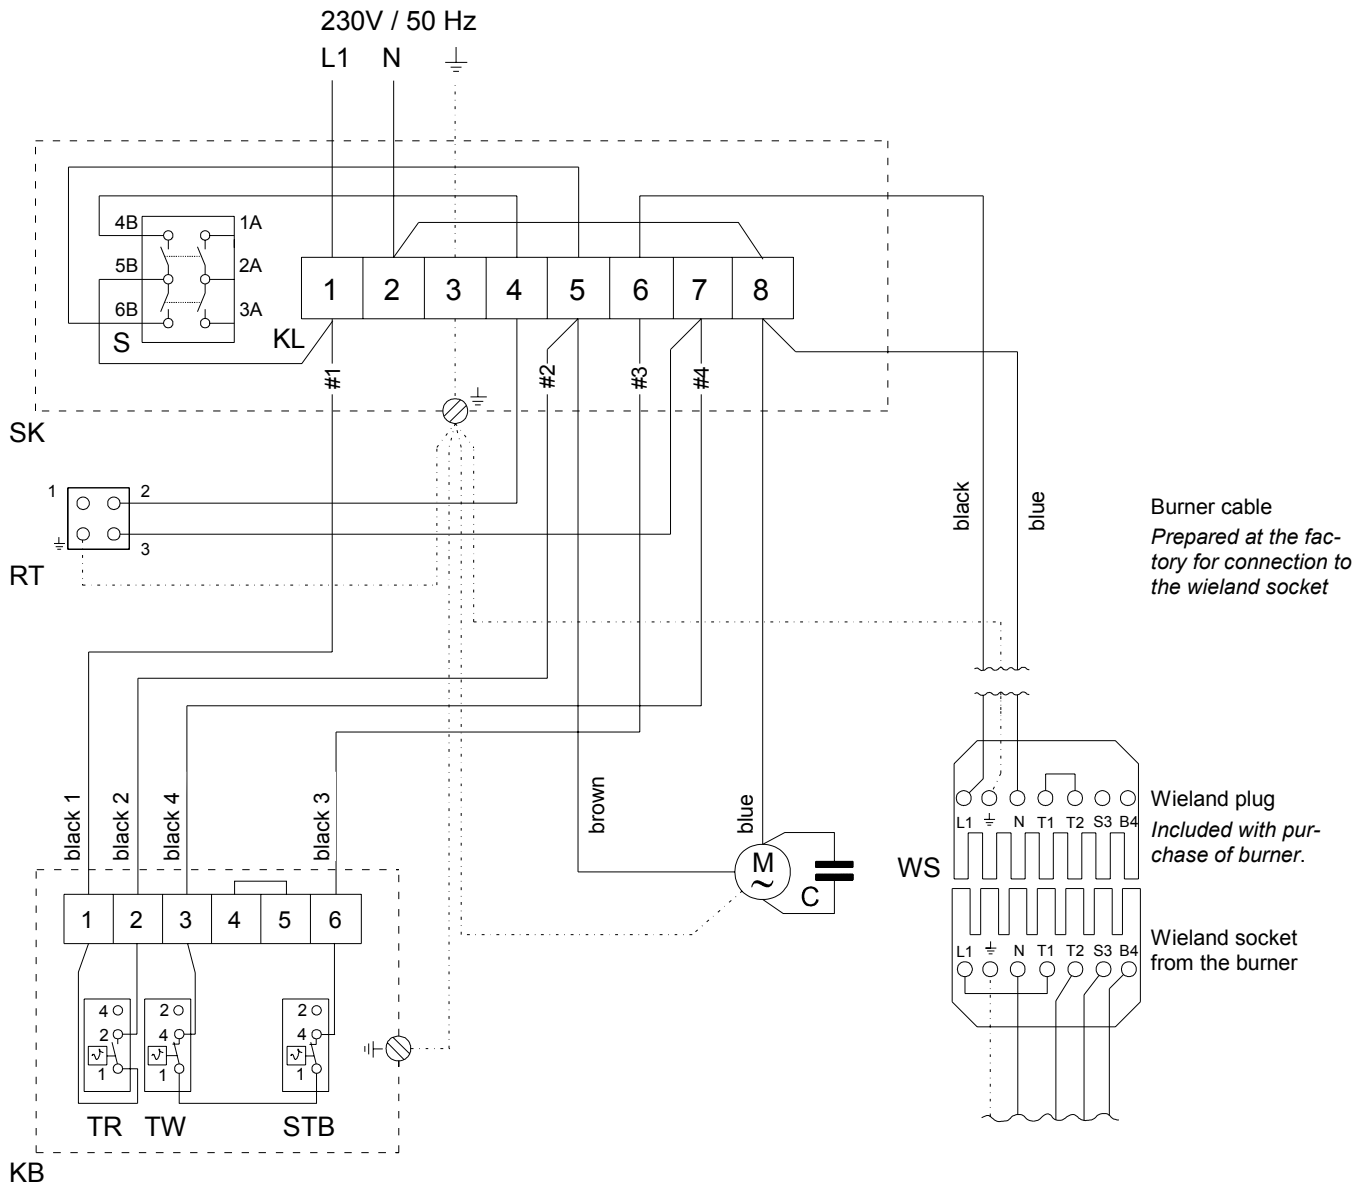 230V / 50 Hz
L1 N
4B 1A
5B 2A
6B 3A
S
KL
1 2 3 4 5 6 7 8
#1 #2 #3 #4
SK
1 2
3
RT
black
blue
Burner cable
Prepared at the fac-
tory for connection to
the wieland socket
black 1
black 2
black 4
black 3
brown
blue
M
~
C
1 2 3 4 5 6
4 2 2
2 4 4
1 1 1
TR TW STB
KB
WS
L1 N T1 T2 S3 B4
Wieland plug
Included with pur-
chase of burner.
L1 N T1 T2 S3 B4
Wieland socket
from the burner